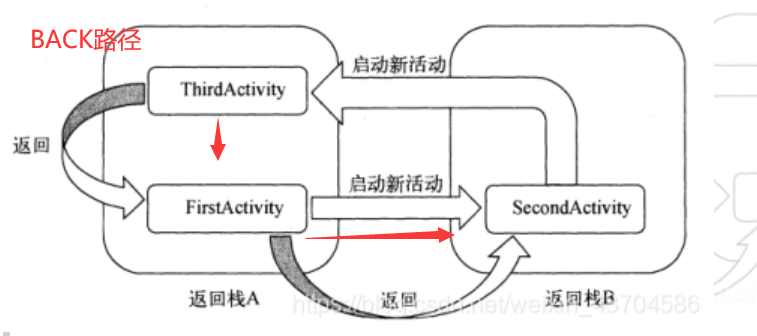 BACK路径
启动新活动
ThirdActivity
返回
启动新活动
FirstActivity
SecondActivity
返回栈A
返回
返回栈B
https://blog.csdn.net/weixin_43704586